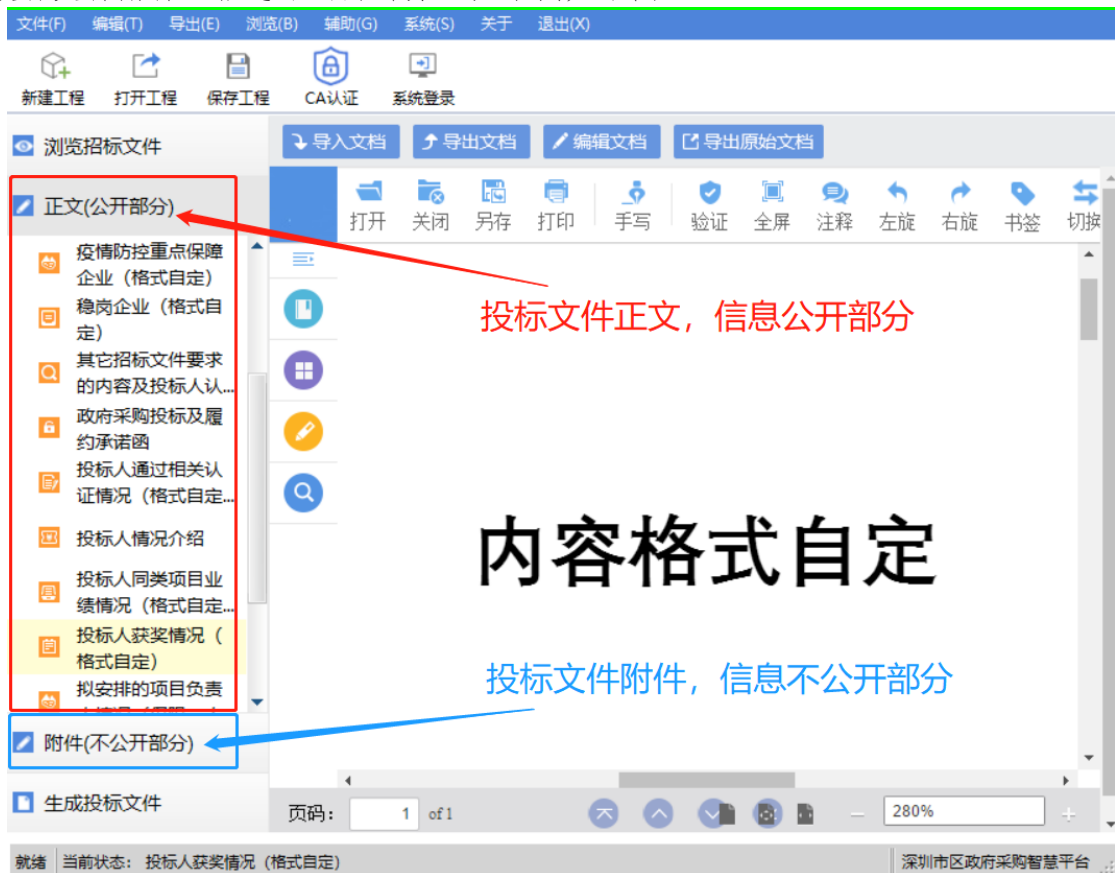 文件(F) 编辑(T) 导出(E) 浏览(B) 辅助(G) 系统(S) 关于 退出(X)
新建工程 打开工程 保存工程 CA认证 系统登录
浏览招标文件
导入文档 导出文档 编辑文档 导出原始文档
正文(公开部分)
打开 关闭 另存 打印 手写 验证 全屏 注释 左旋 右旋 书签 切换
疫情防控重点保障
企业（格式自定）
稳岗企业（格式自
定）
其它招标文件要求
的内容及投标人认...
政府采购投标及履
约承诺函
投标人通过相关认
证情况（格式自定...
投标人情况介绍
投标人同类项目业
绩情况（格式自定...
投标人获奖情况（
格式自定）
拟安排的项目负责
投标文件正文，信息公开部分
内容格式自定
投标文件附件，信息不公开部分
附件(不公开部分)
生成投标文件
页码: 1 of 1 280%
就绪 当前状态: 投标人获奖情况（格式自定） 深圳市区政府采购智慧平台